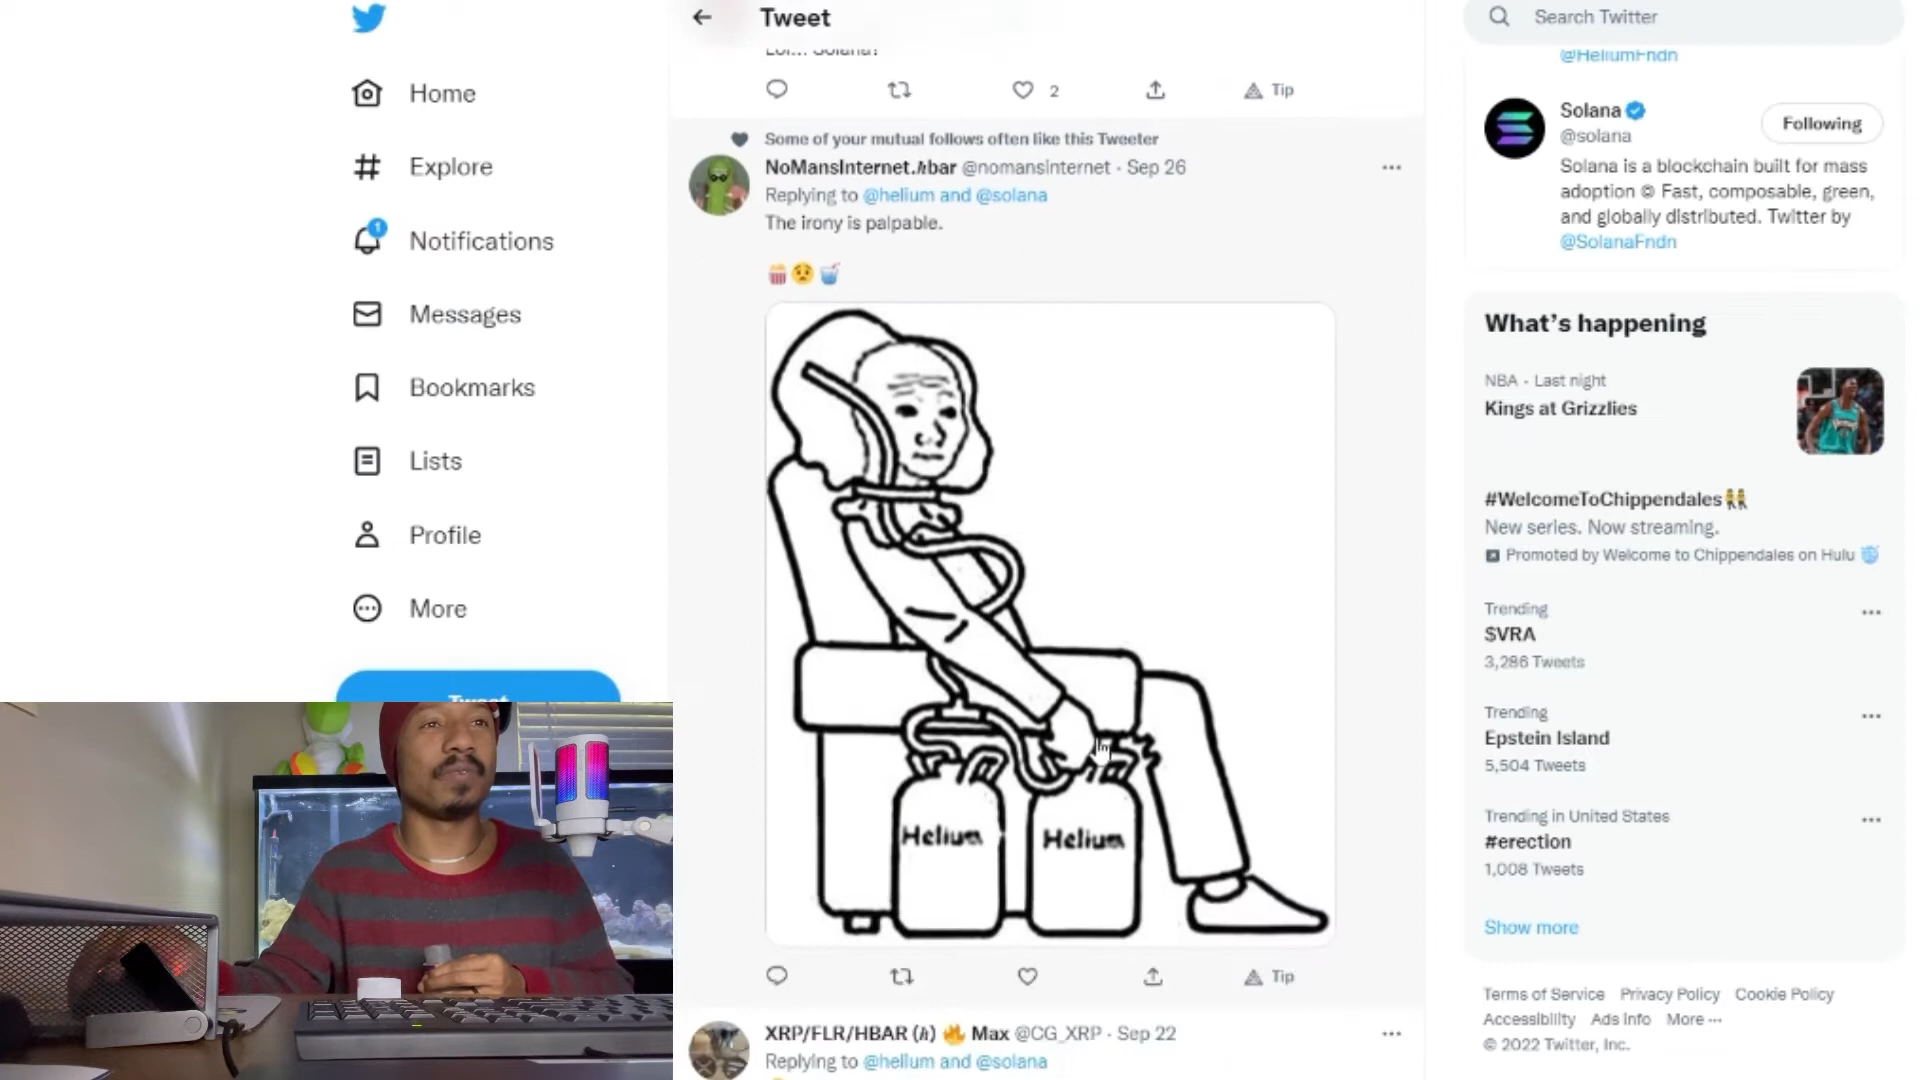 Tweet
Search Twitter
Lol... Solana?
@HeliumFndn
Home
Explore
1
Notifications
Messages
Bookmarks
Lists
Profile
More
Tweet
2
Tip
Some of your mutual follows often like this Tweeter
NoMansInternet.ℏbar @nomansinternet · Sep 26
Replying to @helium and @solana
The irony is palpable.
🍿😟🥤
Helium
Helium
Tip
XRP/FLR/HBAR (ℏ) 🔥 Max @CG_XRP · Sep 22
Replying to @helium and @solana
Solana
@solana
Following
Solana is a blockchain built for mass
adoption ◎ Fast, composable, green,
and globally distributed. Twitter by
@SolanaFndn
What's happening
NBA · Last night
Kings at Grizzlies
#WelcomeToChippendales
New series. Now streaming.
Promoted by Welcome to Chippendales on Hulu
Trending
$VRA
3,286 Tweets
Trending
Epstein Island
5,504 Tweets
Trending in United States
#erection
1,008 Tweets
Show more
Terms of Service Privacy Policy Cookie Policy
Accessibility Ads info More ···
© 2022 Twitter, Inc.